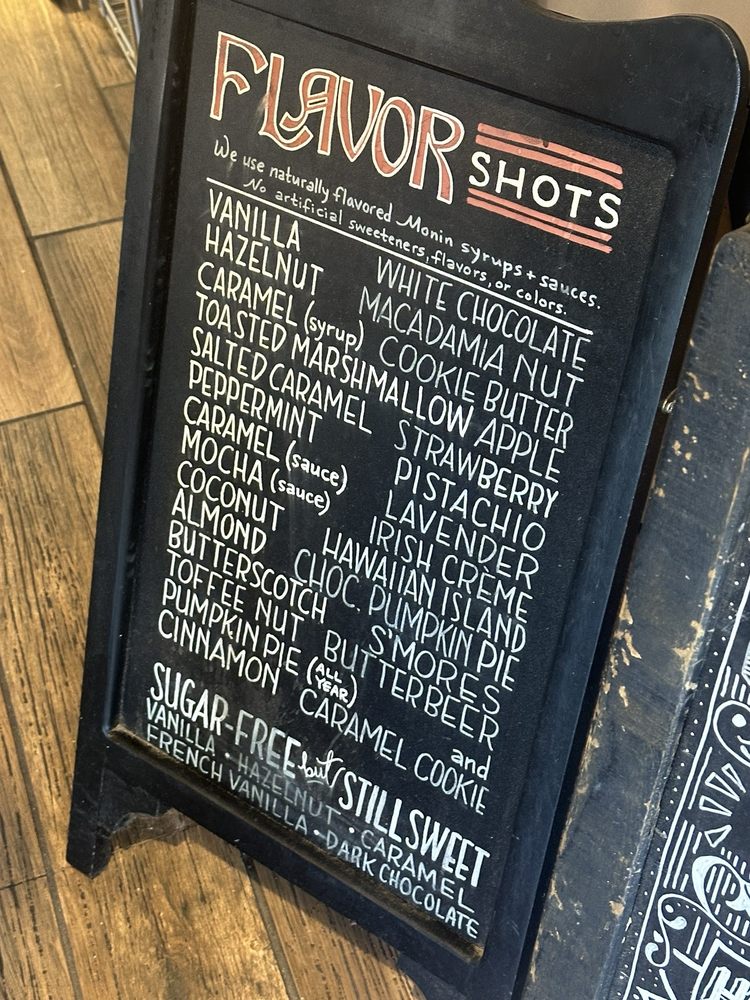 FLAVOR SHOTS
We use naturally flavored Monin syrups + sauces.
No artificial sweeteners, flavors, or colors.
VANILLA
HAZELNUT
CARAMEL (syrup)
TOASTED MARSHMALLOW
SALTED CARAMEL
PEPPERMINT
CARAMEL (sauce)
MOCHA (sauce)
COCONUT
ALMOND
BUTTERSCOTCH
TOFFEE NUT
PUMPKIN PIE (ALL YEAR)
CINNAMON
WHITE CHOCOLATE
MACADAMIA NUT
COOKIE BUTTER
APPLE
STRAWBERRY
PISTACHIO
LAVENDER
IRISH CREME
HAWAIIAN ISLAND
CHOC. PUMPKIN PIE
S'MORES
BUTTERBEER
and
CARAMEL COOKIE
SUGAR-FREE but STILL SWEET
VANILLA • HAZELNUT • CARAMEL
FRENCH VANILLA • DARK CHOCOLATE